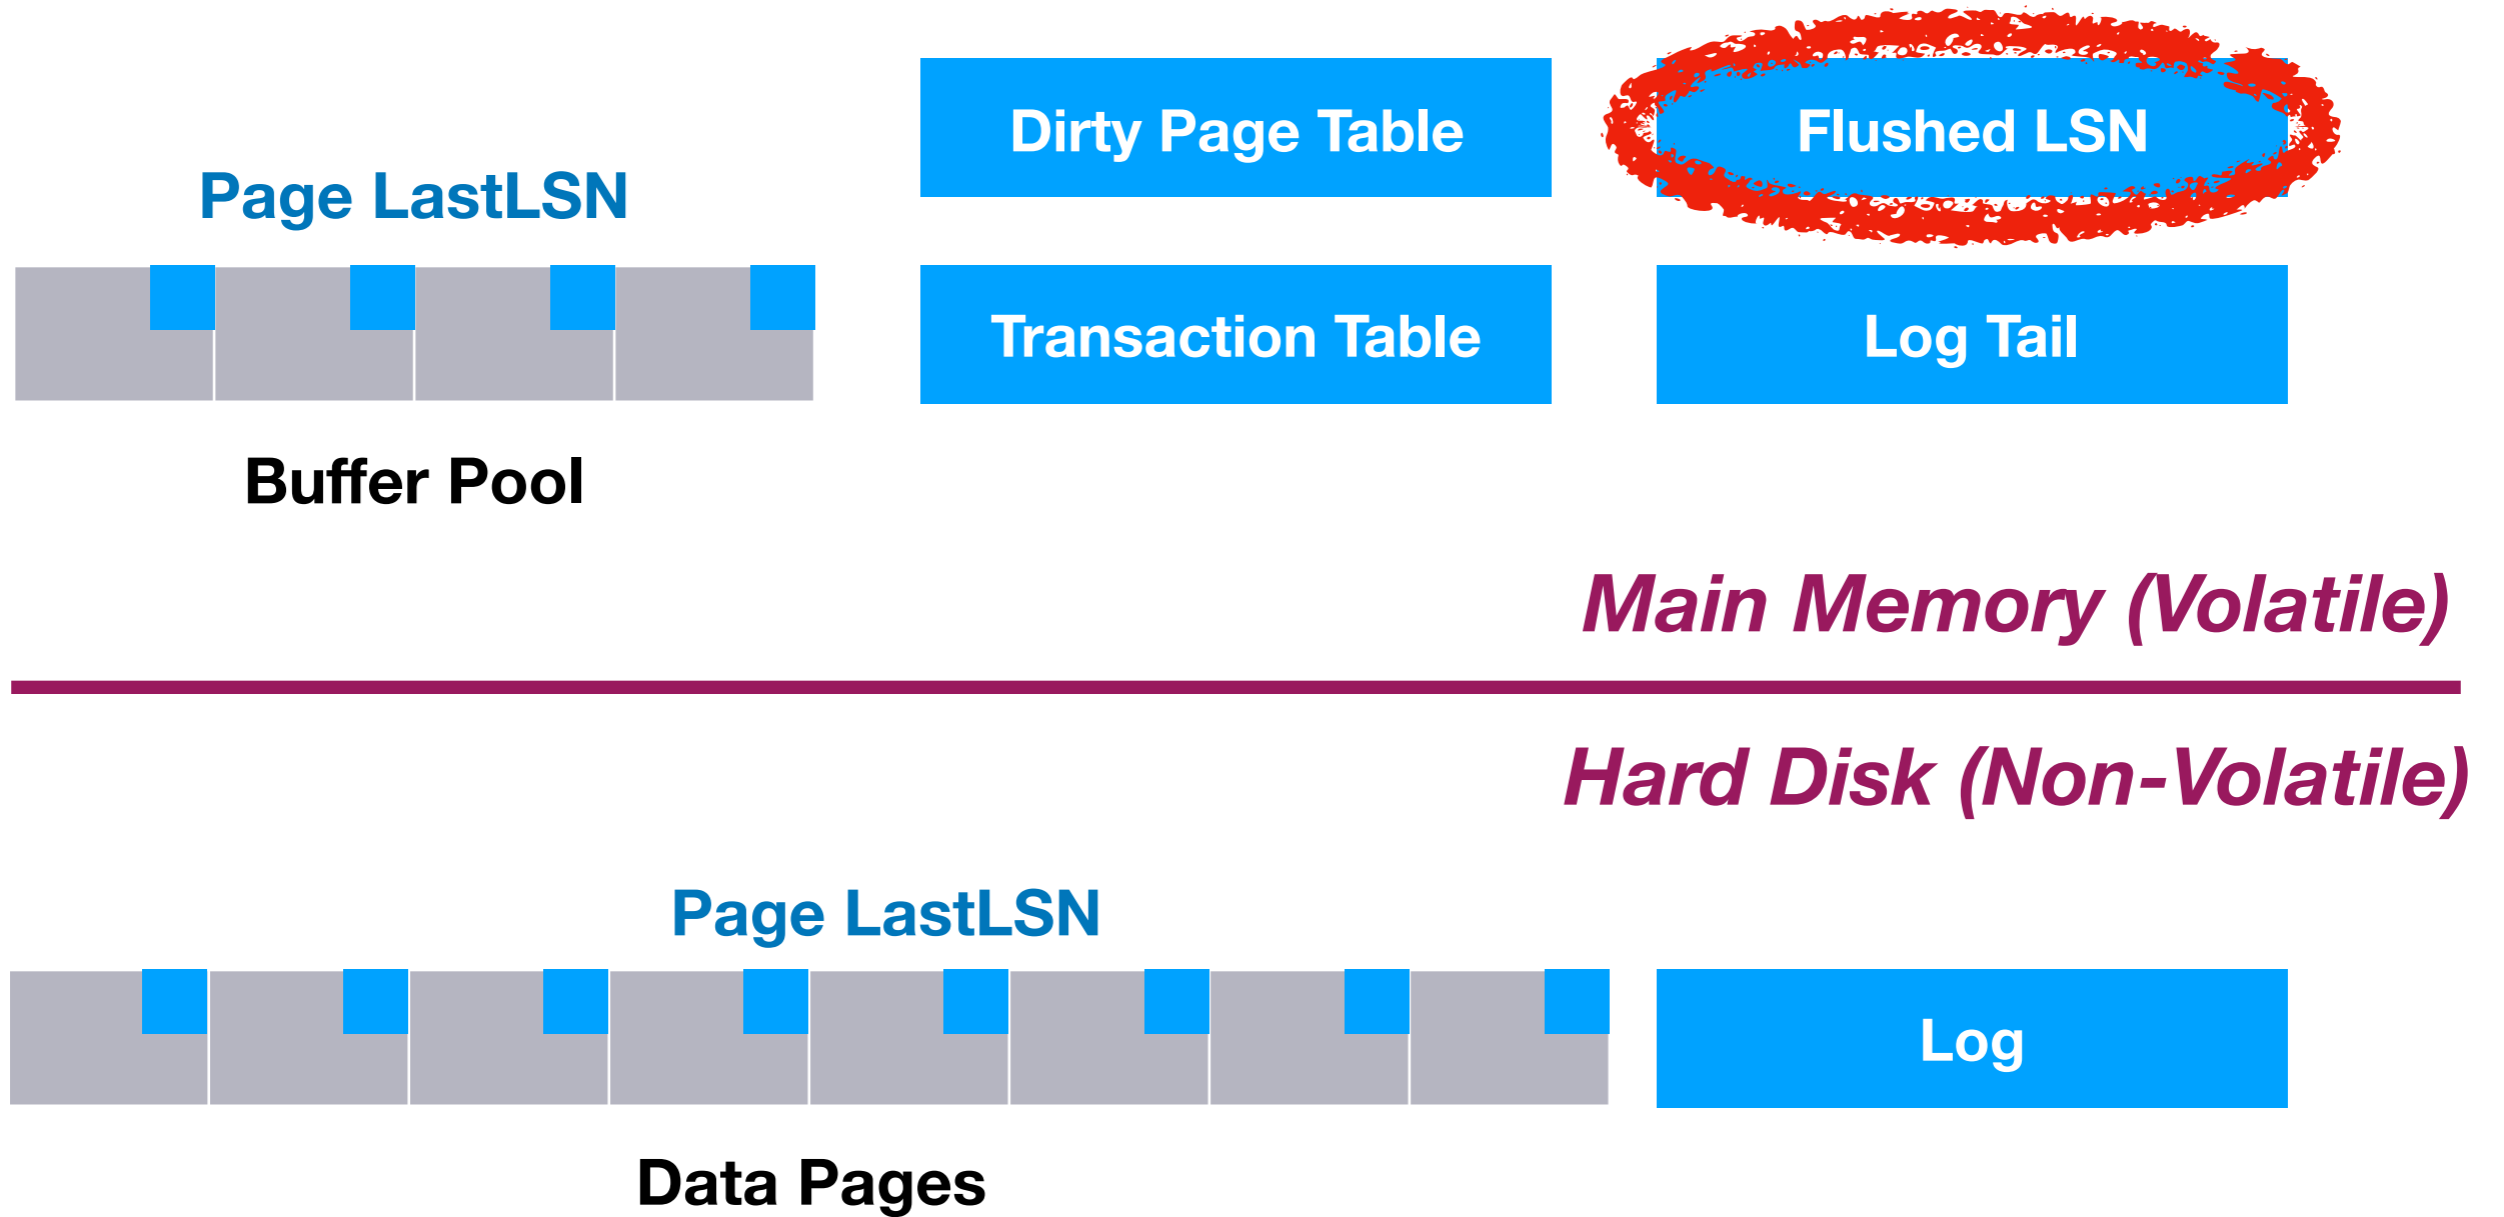 Dirty Page Table
Flushed LSN
Page LastLSN
Transaction Table
Log Tail
Buffer Pool
Main Memory (Volatile)
Hard Disk (Non-Volatile)
Page LastLSN
Log
Data Pages